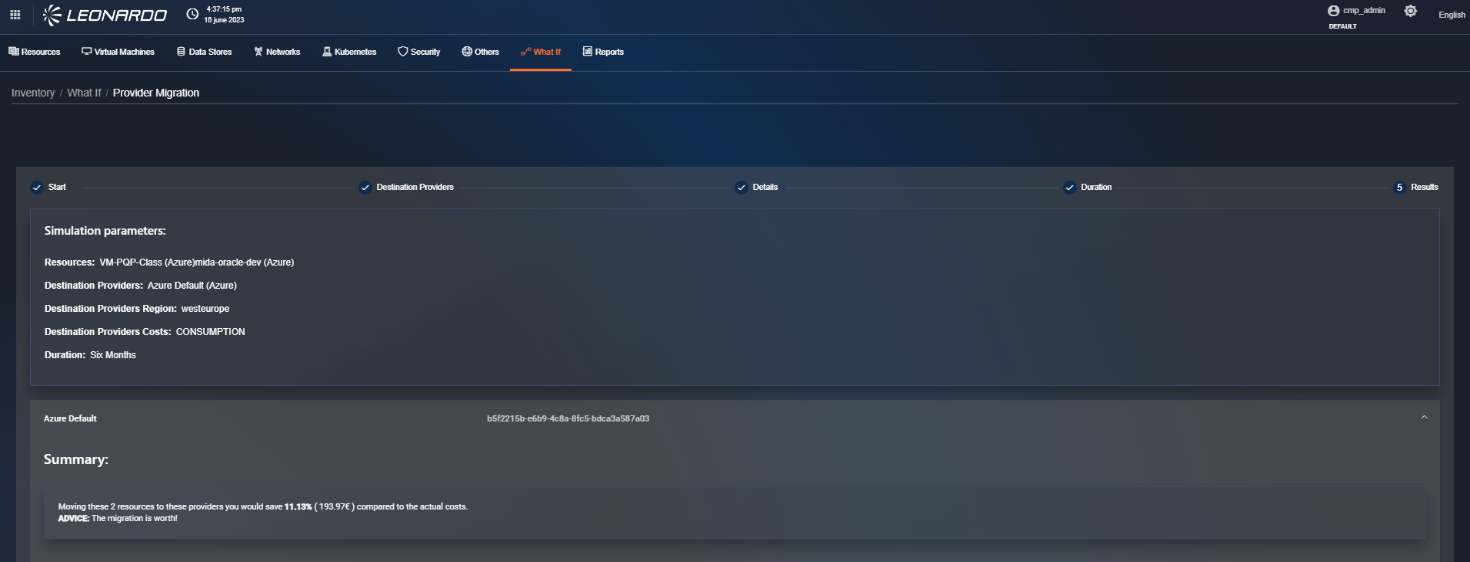 LEONARDO
4:37:15 pm
16 june 2023
cmp_admin
DEFAULT
English
Resources
Virtual Machines
Data Stores
Networks
Kubernetes
Security
Others
What If
Reports
Inventory / What If / Provider Migration
Start
Destination Providers
Details
Duration
5 Results
Simulation parameters:
Resources: VM-PQP-Class (Azure)mida-oracle-dev (Azure)
Destination Providers: Azure Default (Azure)
Destination Providers Region: westeurope
Destination Providers Costs: CONSUMPTION
Duration: Six Months
Azure Default b5f2215b-e6b9-4c8a-8fc5-bdca3a587a03
Summary:
Moving these 2 resources to these providers you would save 11.13% ( 193.97€ ) compared to the actual costs.
ADVICE: The migration is worth!